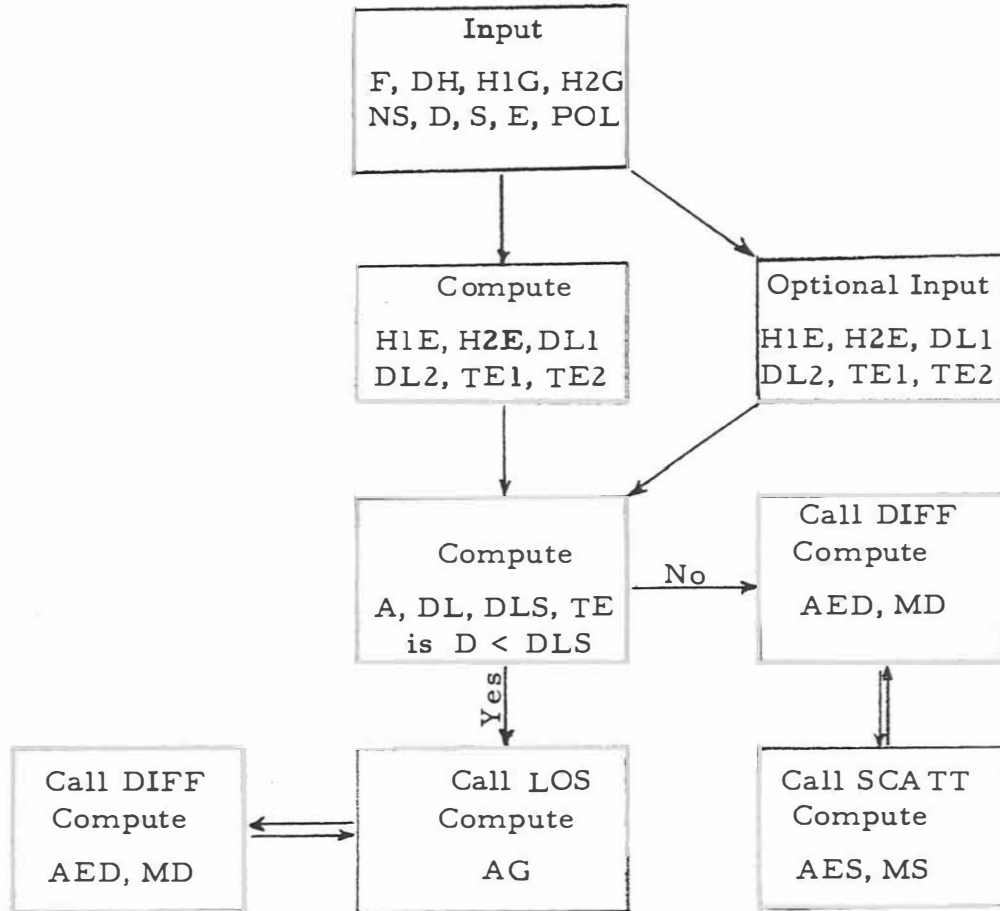 Input
F, DH, H1G, H2G
NS, D, S, E, POL
Compute
H1E, H2E, DL1
DL2, TE1, TE2
Optional Input
H1E, H2E, DL1
DL2, TE1, TE2
Compute
A, DL, DLS, TE
is D < DLS
No
Call DIFF
Compute
AED, MD
Yes
Call DIFF
Compute
AED, MD
Call LOS
Compute
AG
Call SCATT
Compute
AES, MS